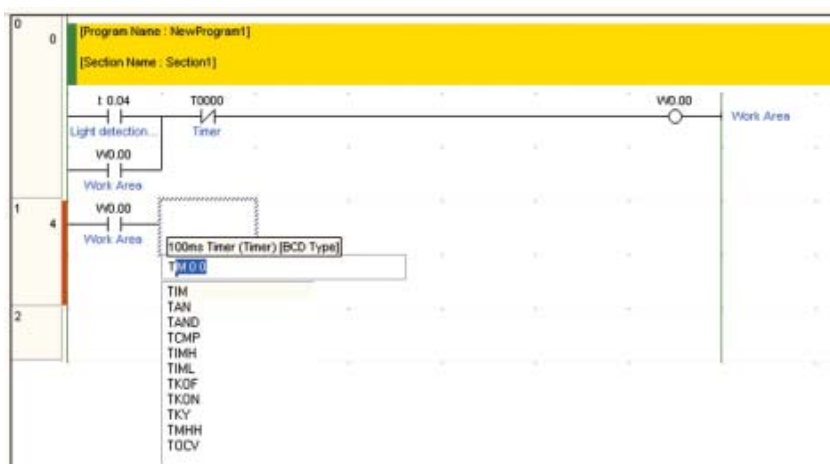 0
0
[Program Name : NewProgram1]
[Section Name : Section1]
I: 0.04 T0000 W0.00
Light detection... Timer Work Area
W0.00
Work Area
1
4
W0.00
Work Area
100ms Timer (Timer) [BCD Type]
TIM 0 0
TIM
TAN
TAND
TCMP
TIMH
TIML
TKOF
TKON
TKY
TMHH
TOCV
2